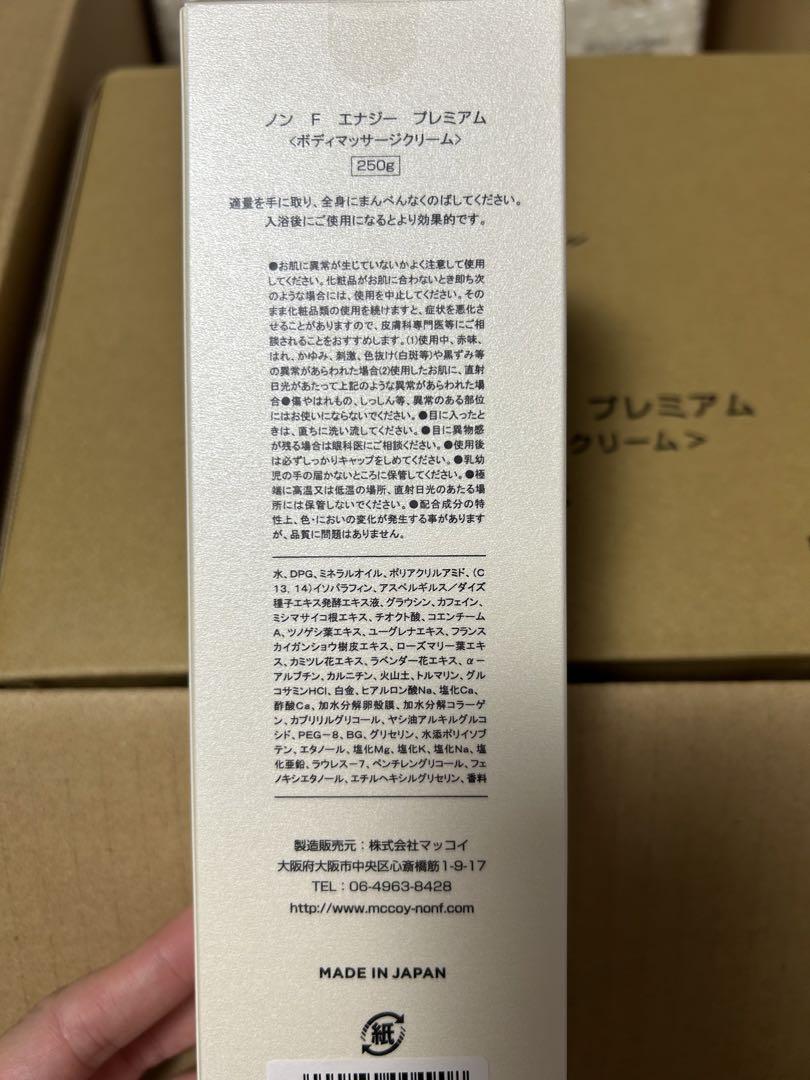 ノン F エナジー プレミアム
<ボディマッサージクリーム>
250g
適量を手に取り、全身にまんべんなくのばしてください。
入浴後にご使用になるとより効果的です。
●お肌に異常が生じていないかよく注意して使用
してください。化粧品がお肌に合わないとき即ち次
のような場合には、使用を中止してください。その
まま化粧品類の使用を続けますと、症状を悪化さ
せることがありますので、皮膚科専門医等にご相
談されることをおすすめします。(1)使用中、赤味、
はれ、かゆみ、刺激、色抜け(白斑等)や黒ずみ等
の異常があらわれた場合(2)使用したお肌に、直射
日光があたって上記のような異常があらわれた場
合●傷やはれもの、しっしん等、異常のある部位
にはお使いにならないでください。●目に入ったと
きは、直ちに洗い流してください。●目に異物感
が残る場合は眼科医にご相談ください。●使用後
は必ずしっかりキャップをしめてください。●乳幼
児の手の届かないところに保管してください。●極
端に高温又は低温の場所、直射日光のあたる場
所には保管しないでください。●配合成分の特
性上、色・においの変化が発生する事があります
が、品質に問題はありません。
水、DPG、ミネラルオイル、ポリアクリルアミド、(C
13，14)イソパラフィン、アスペルギルス／ダイズ
種子エキス発酵エキス液、グラウシン、カフェイン、
ミシマサイコ根エキス、チオクト酸、コエンチーム
A、ツノゲシ葉エキス、ユーグレナエキス、フランス
カイガンショウ樹皮エキス、ローズマリー葉エキ
ス、カミツレ花エキス、ラベンダー花エキス、α－
アルブチン、カルニチン、火山土、トルマリン、グル
コサミンHCl、白金、ヒアルロン酸Na、塩化Ca、
酢酸Ca、加水分解卵殻膜、加水分解コラーゲ
ン、カプリリルグリコール、ヤシ油アルキルグルコ
シド、PEG－8、BG、グリセリン、水添ポリイソブ
テン、エタノール、塩化Mg、塩化K、塩化Na、塩
化亜鉛、ラウレス－7、ペンチレングリコール、フェ
ノキシエタノール、エチルヘキシルグリセリン、香料
製造販売元：株式会社マッコイ
大阪府大阪市中央区心斎橋筋1-9-17
TEL：06-4963-8428
http://www.mccoy-nonf.com
MADE IN JAPAN
紙
プレミアム
クリーム>